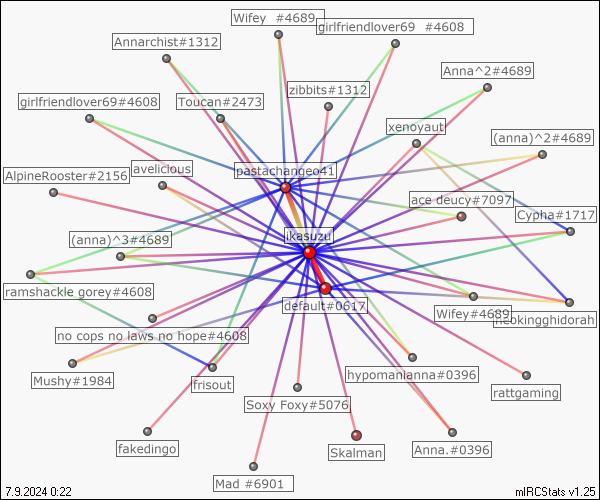 Wifey  #4689
girlfriendlover69  #4608
Annarchist#1312
Anna^2#4689
zibbits#1312
girlfriendlover69#4608
Toucan#2473
xenoyaut
(anna)^2#4689
pastachangeo41
avelicious
AlpineRooster#2156
ace deucy#7097
Cypha#1717
ikasuzu
(anna)^3#4689
ramshackle gorey#4608
default#0617
Wifey#4689
no cops no laws no hope#4608
hypomanianna#0396
Mushy#1984
frisout
rattgaming
Soxy Foxy#5076
fakedingo
Skalman
Anna.#0396
Mad #6901
7.9.2024 0:22
mIRCStats v1.25